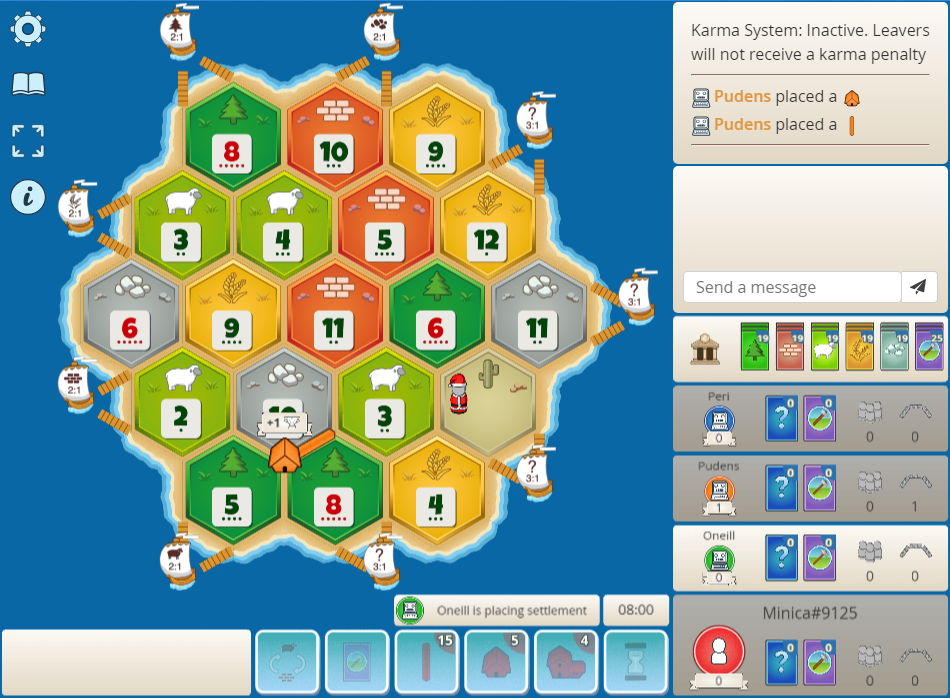 Karma System: Inactive. Leavers
will not receive a karma penalty
Pudens placed a
Pudens placed a
Send a message
19 19 19 19 19 25
Peri
0 0 0 0 0
Pudens
1 0 0 0 1
Oneill
0 0 0 0 0
Minica#9125
0 0 0 0 0
2:1 2:1
? 3:1
8 10 9
2:1
3 4 5 12
? 3:1
6 9 11 6 11
2:1
2 3
+1
? 3:1
5 8 4
2:1
? 3:1
i
Oneill is placing settlement 08:00
15 5 4